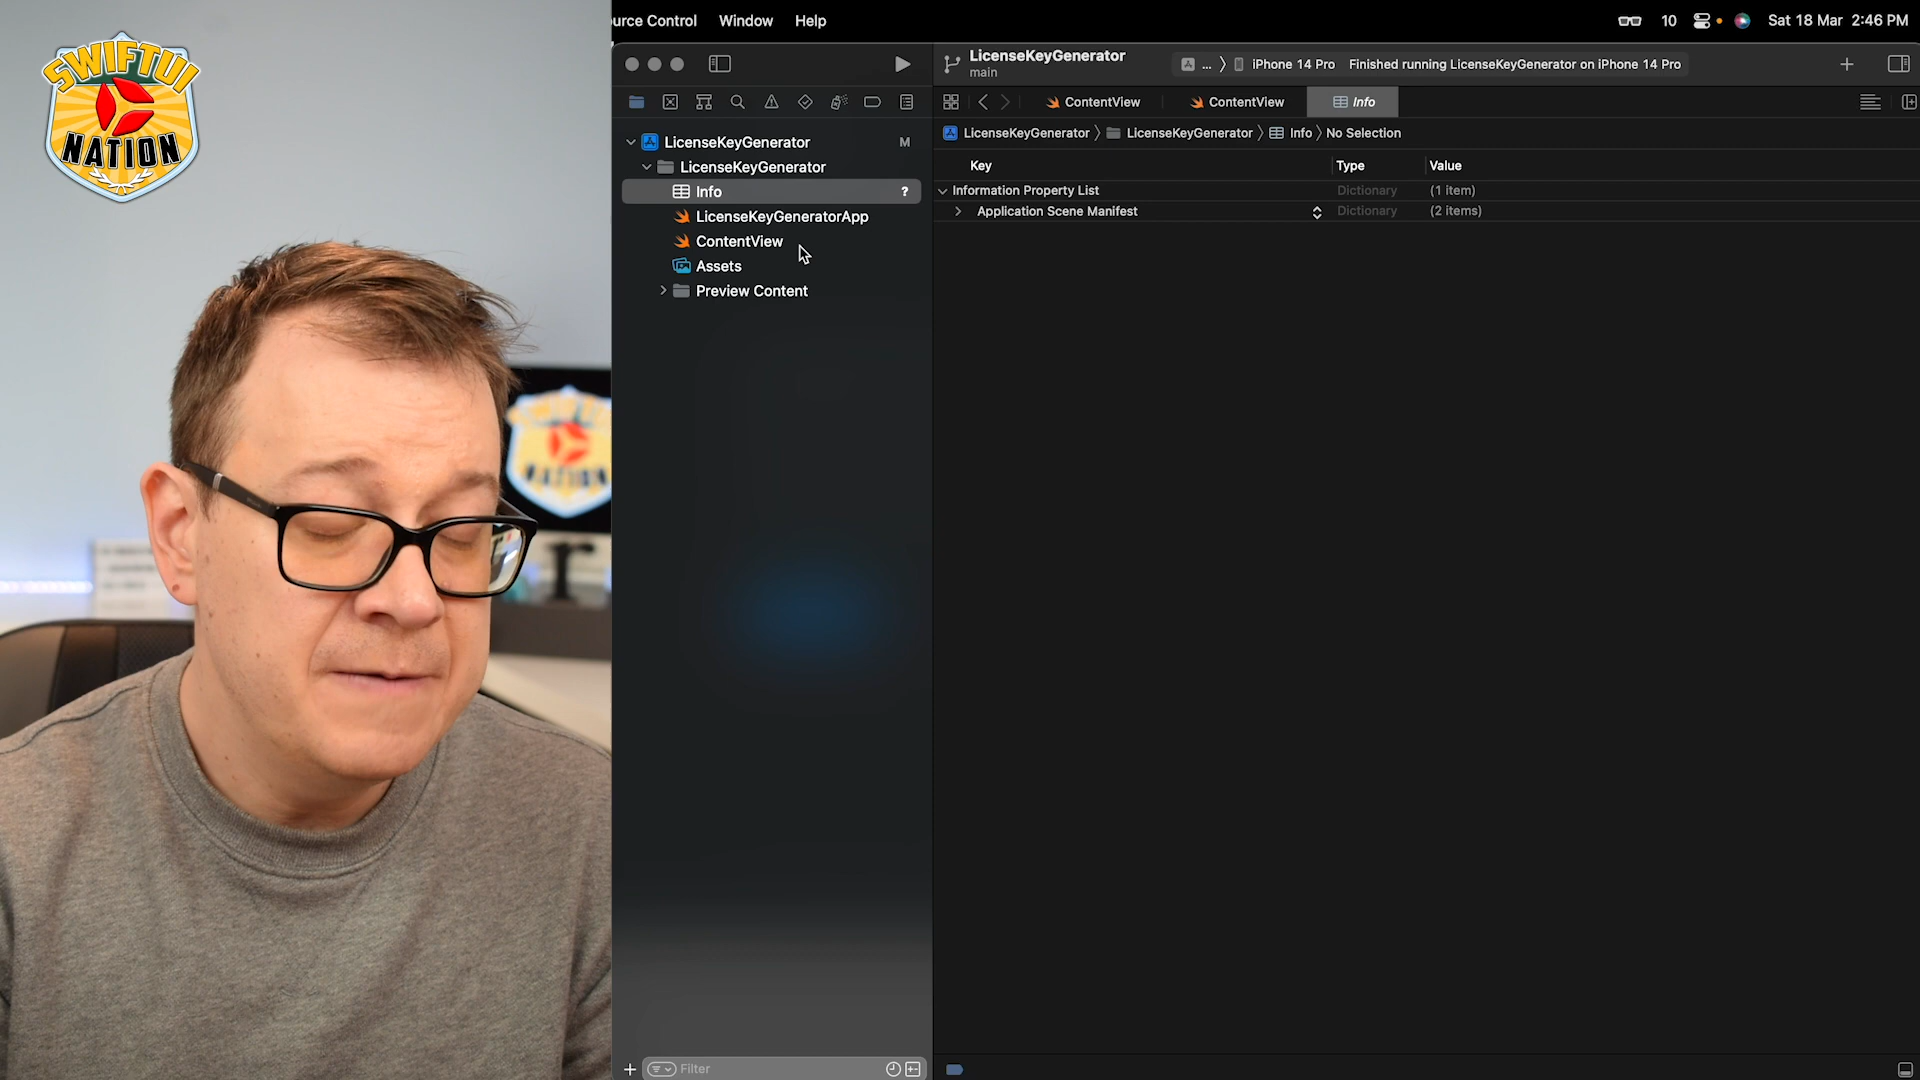 SWIFTUI
NATION
urce Control Window Help
10 Sat 18 Mar 2:46 PM
LicenseKeyGenerator
main
... iPhone 14 Pro Finished running LicenseKeyGenerator on iPhone 14 Pro
ContentView ContentView Info
LicenseKeyGenerator LicenseKeyGenerator Info No Selection
LicenseKeyGenerator M
LicenseKeyGenerator
Info ?
LicenseKeyGeneratorApp
ContentView
Assets
Preview Content
Filter
Key Type Value
Information Property List Dictionary (1 item)
Application Scene Manifest Dictionary (2 items)
NATION